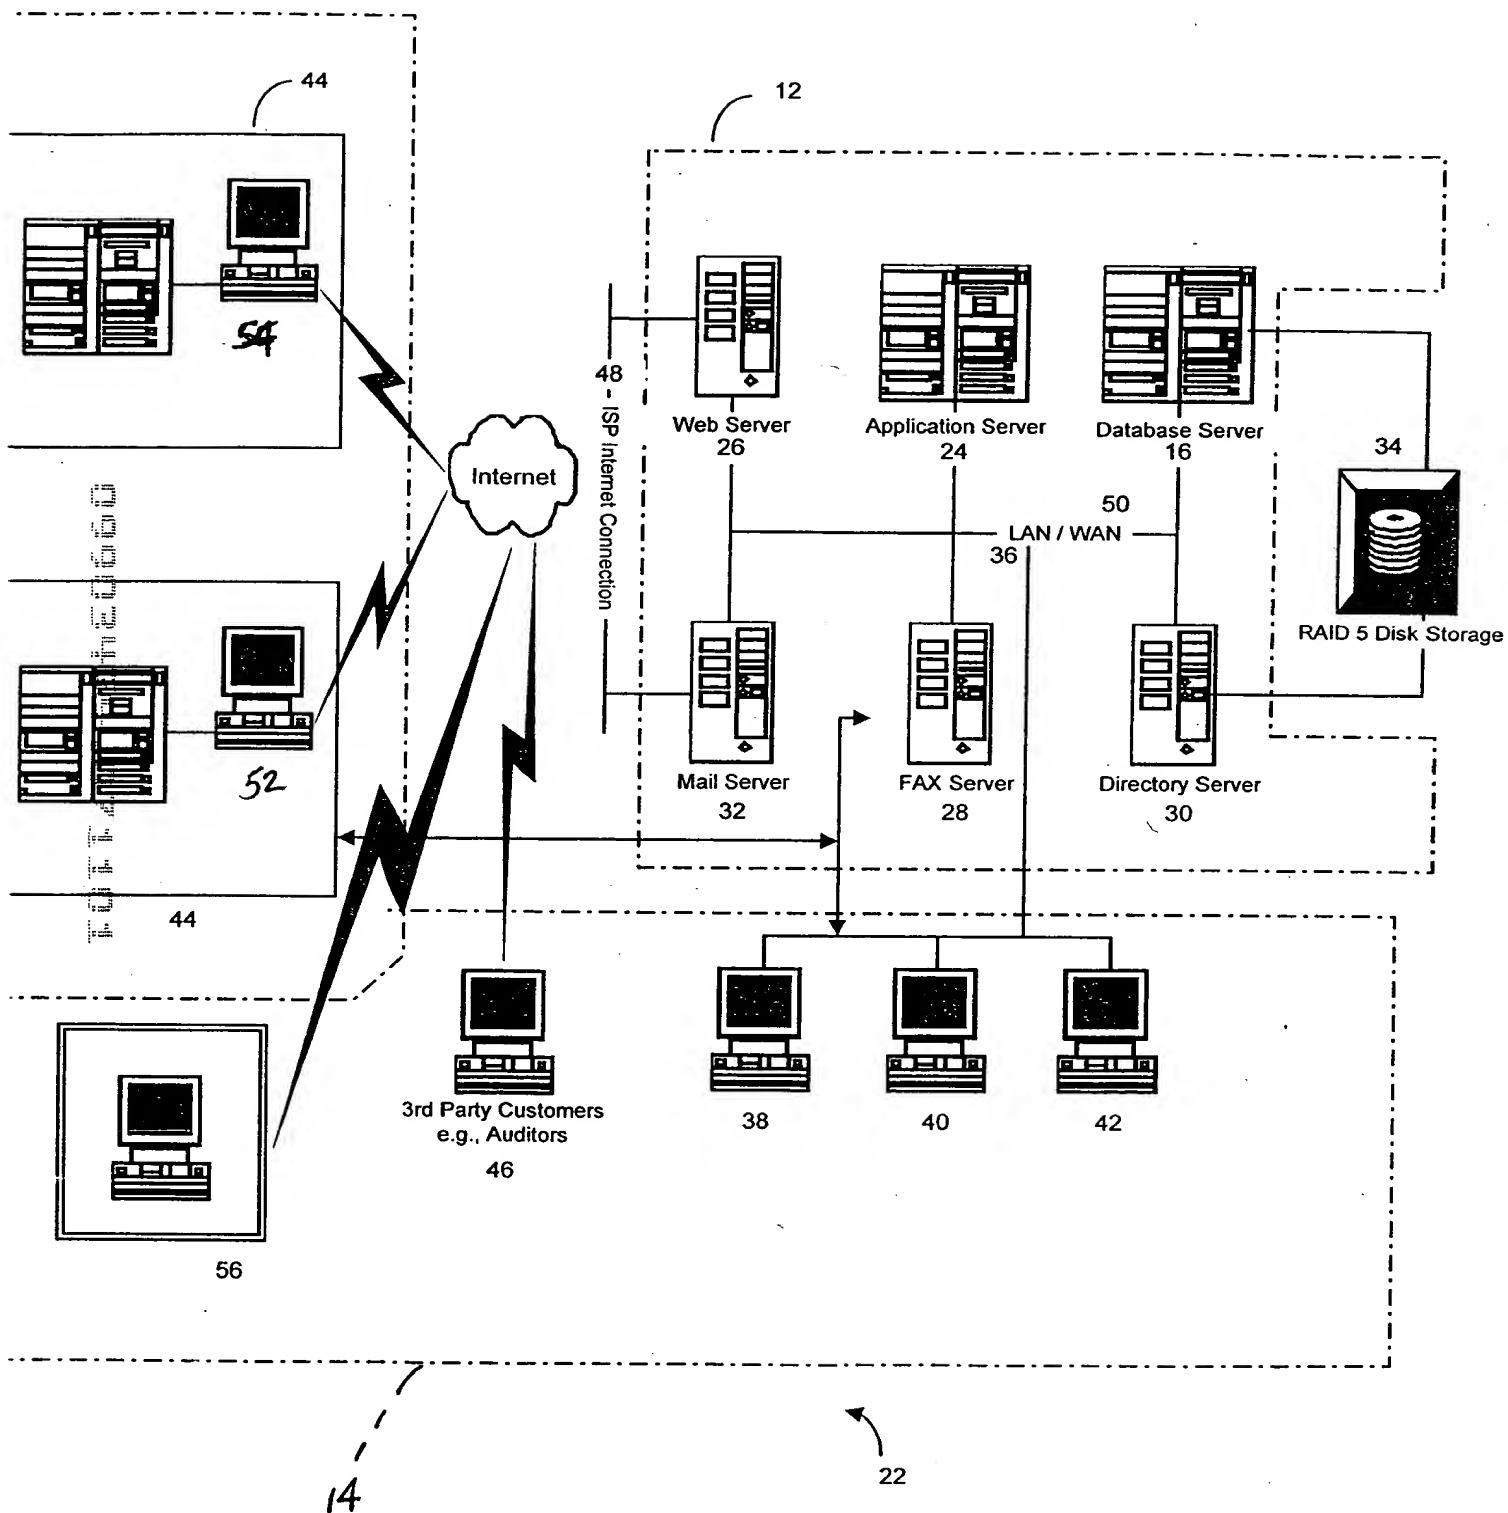 44
12
54
48
ISP Internet Connection
Web Server
26
Application Server
24
Database Server
16
34
Internet
50
LAN / WAN
36
RAID 5 Disk Storage
52
Mail Server
32
FAX Server
28
Directory Server
30
44
3rd Party Customers
e.g., Auditors
46
38
40
42
56
22
14